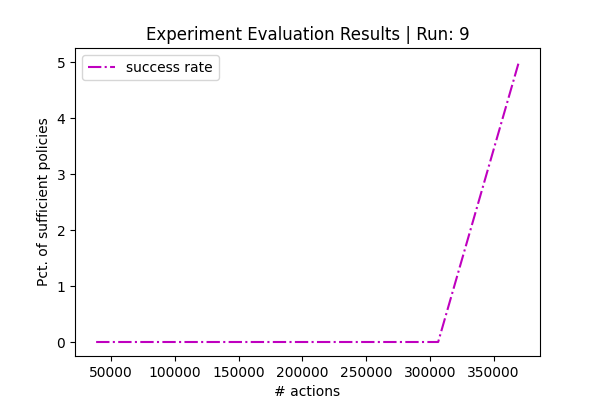 Experiment Evaluation Results | Run: 9
success rate
Pct. of sufficient policies
5
4
3
2
1
0
50000 100000 150000 200000 250000 300000 350000
# actions